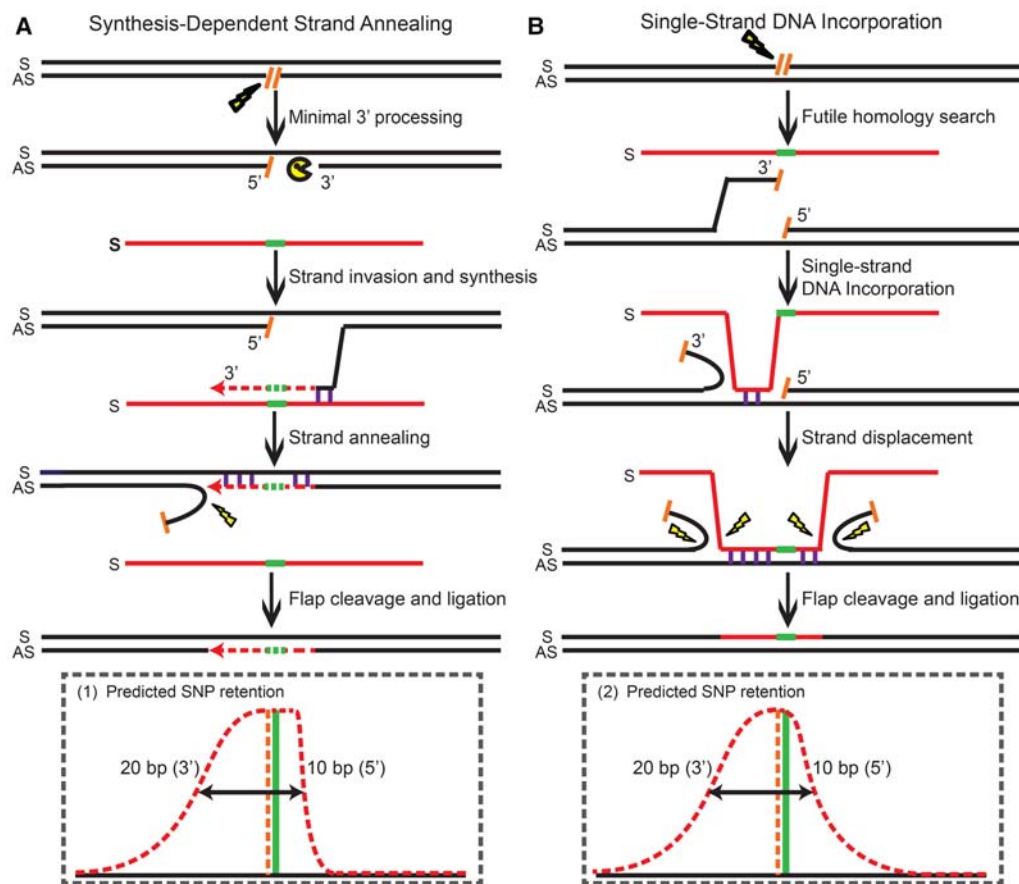 A Synthesis-Dependent Strand Annealing
S
AS
Minimal 3' processing
S
AS
5' 3'
S
Strand invasion and synthesis
S
AS
5'
3'
S
Strand annealing
S
AS
S
Flap cleavage and ligation
S
AS
(1) Predicted SNP retention
20 bp (3') 10 bp (5')
B Single-Strand DNA Incorporation
S
AS
Futile homology search
S
3'
5'
S
AS
Single-strand
DNA Incorporation
S
3'
5'
S
AS
Strand displacement
S
S
AS
Flap cleavage and ligation
S
AS
(2) Predicted SNP retention
20 bp (3') 10 bp (5')